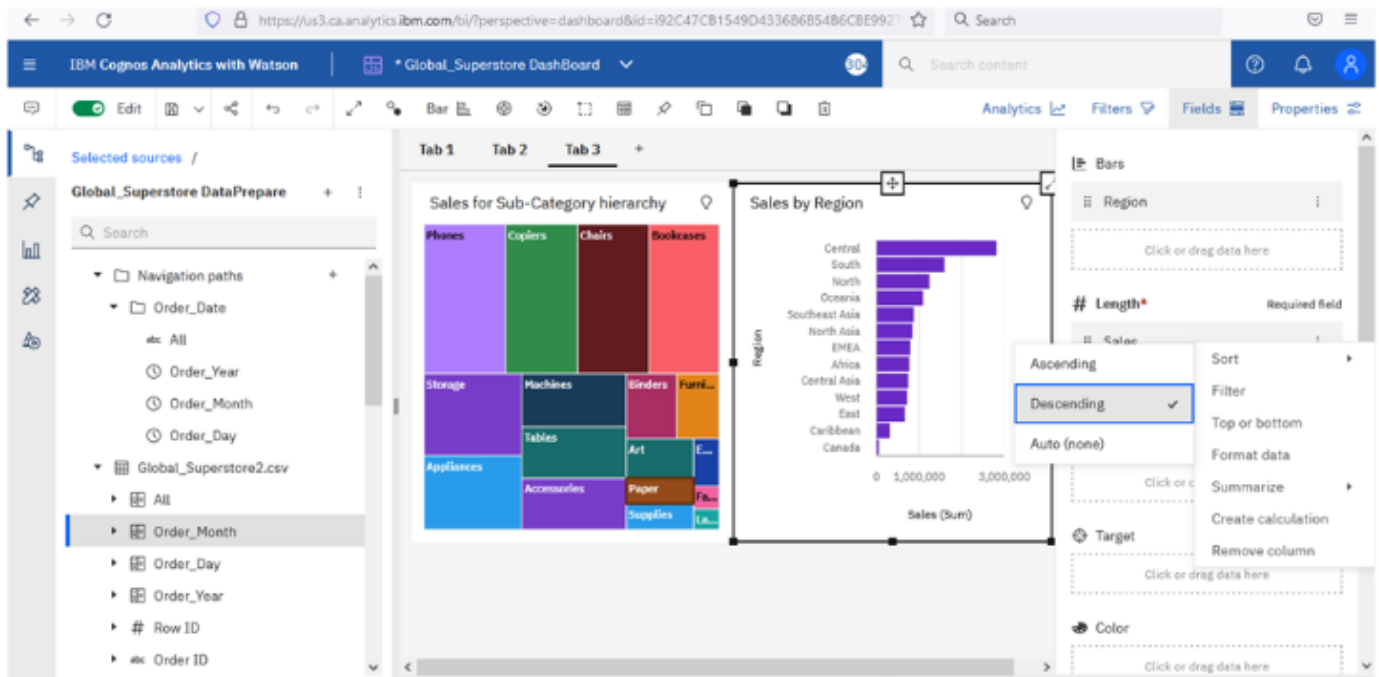 https://us3.ca.analytics.ibm.com/bi/?perspective=dashboard&id=i92C47CB1549D4336B6B54B6CBE9927
Search
IBM Cognos Analytics with Watson
* Global_Superstore DashBoard
Search content
Edit
Bar
Analytics
Filters
Fields
Properties
Selected sources /
Global_Superstore DataPrepare
Search
Navigation paths
Order_Date
abc All
Order_Year
Order_Month
Order_Day
Global_Superstore2.csv
All
Order_Month
Order_Day
Order_Year
# Row ID
abc Order ID
Tab 1
Tab 2
Tab 3
+
Sales for Sub-Category hierarchy
Phones
Copiers
Chairs
Bookcases
Storage
Machines
Binders
Furni...
Tables
Art
E...
Appliances
Accessories
Paper
Fa...
Supplies
La...
Sales by Region
Region
Central
South
North
Oceania
Southeast Asia
North Asia
EMEA
Africa
Central Asia
West
East
Caribbean
Canada
0 1,000,000 3,000,000
Sales (Sum)
Ascending
Descending
Auto (none)
Bars
Region
Click or drag data here
# Length*
Required field
Sales
Sort
Filter
Top or bottom
Format data
Summarize
Create calculation
Remove column
Click or
Target
Click or drag data here
Color
Click or drag data here